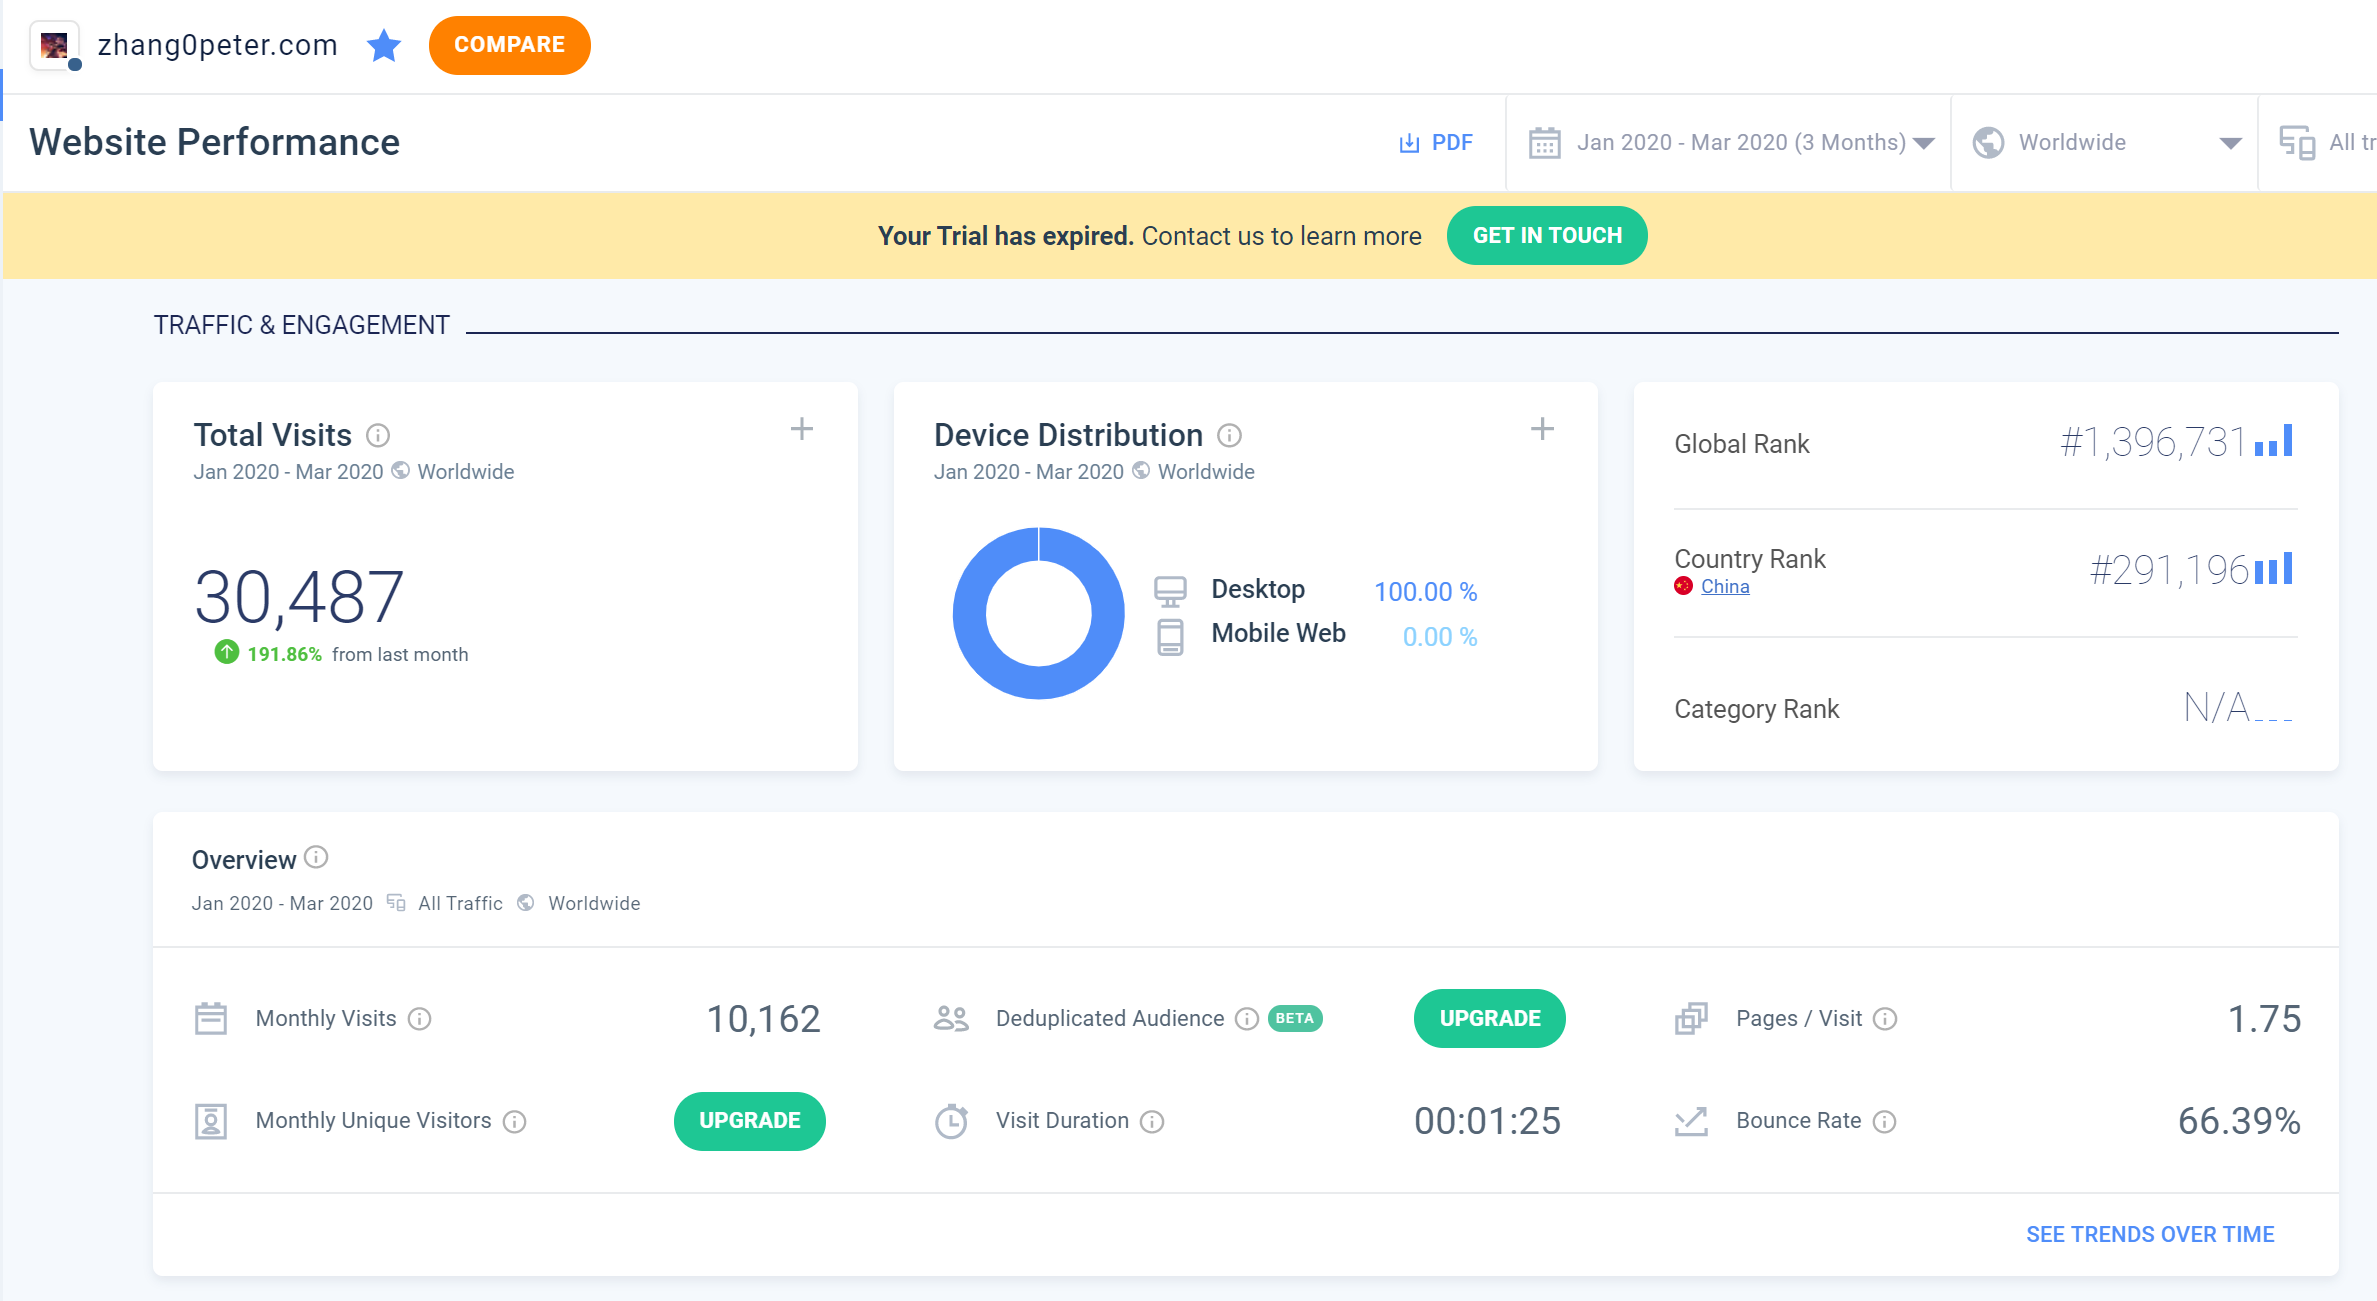 zhang0peter.com COMPARE
Website Performance PDF Jan 2020 - Mar 2020 (3 Months) Worldwide All tr
Your Trial has expired. Contact us to learn more GET IN TOUCH
TRAFFIC & ENGAGEMENT
Total Visits
Jan 2020 - Mar 2020 Worldwide
30,487
191.86% from last month
Device Distribution
Jan 2020 - Mar 2020 Worldwide
Desktop 100.00 %
Mobile Web 0.00 %
Global Rank #1,396,731
Country Rank #291,196
China
Category Rank N/A
Overview
Jan 2020 - Mar 2020 All Traffic Worldwide
Monthly Visits 10,162 Deduplicated Audience BETA UPGRADE Pages / Visit 1.75
Monthly Unique Visitors UPGRADE Visit Duration 00:01:25 Bounce Rate 66.39%
SEE TRENDS OVER TIME